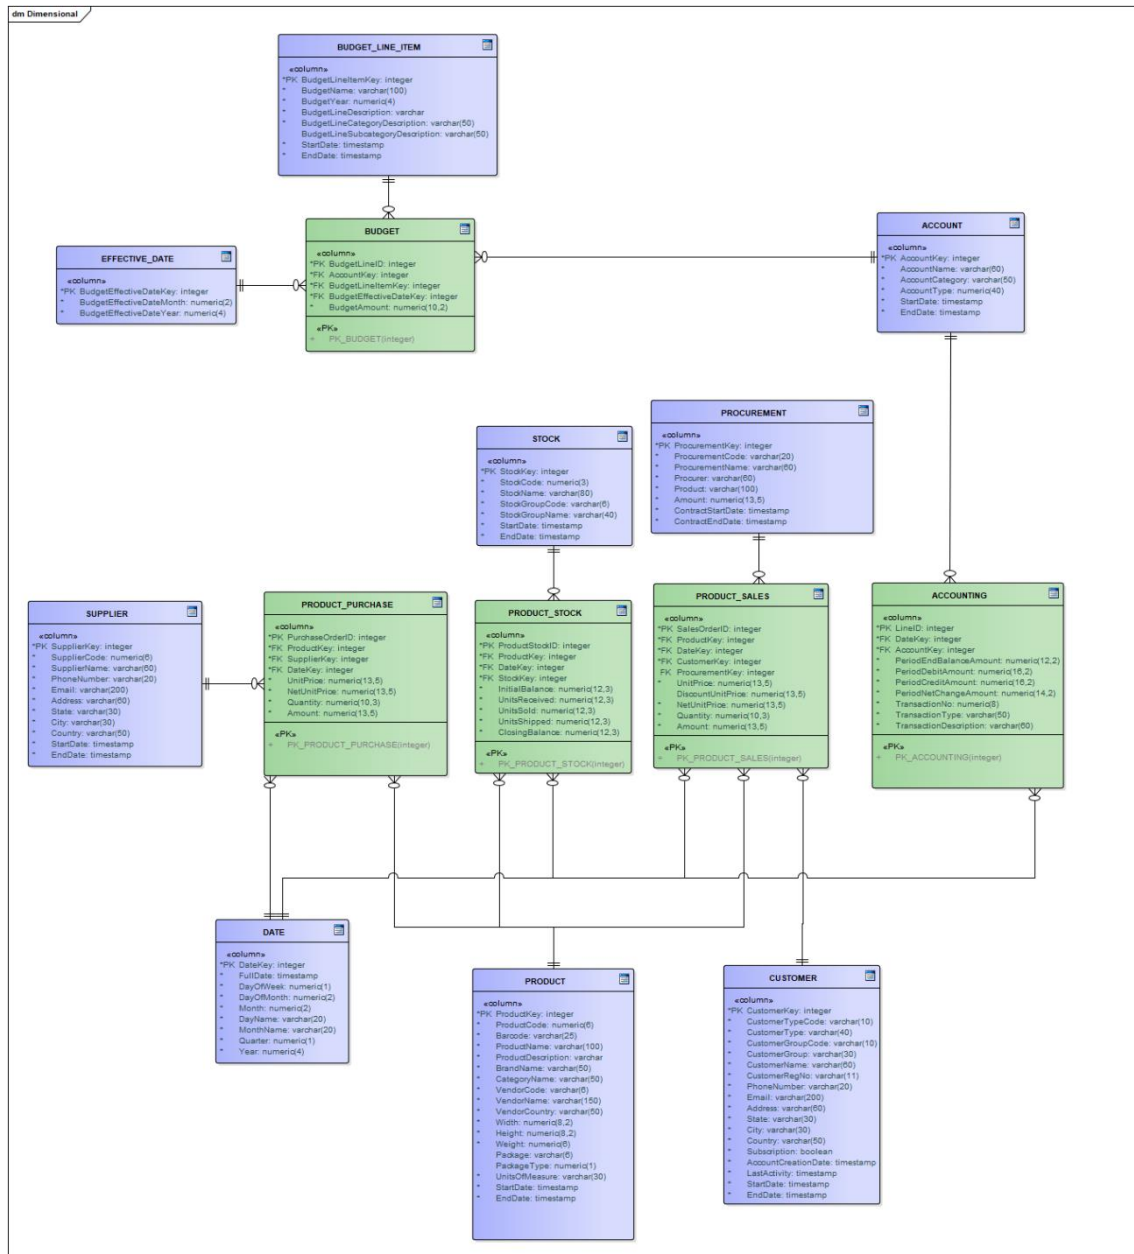 dm Dimensional
BUDGET_LINE_ITEM
«column»
*PK BudgetLineItemKey: integer
* BudgetName: varchar(100)
* BudgetYear: numeric(4)
* BudgetLineDescription: varchar
* BudgetLineCategoryDescription: varchar(50)
BudgetLineSubcategoryDescription: varchar(50)
* StartDate: timestamp
* EndDate: timestamp
BUDGET
«column»
*PK BudgetLineID: integer
*FK AccountKey: integer
*FK BudgetLineItemKey: integer
*FK BudgetEffectiveDateKey: integer
* BudgetAmount: numeric(10,2)
«PK»
+ PK_BUDGET(integer)
EFFECTIVE_DATE
«column»
*PK BudgetEffectiveDateKey: integer
* BudgetEffectiveDateMonth: numeric(2)
* BudgetEffectiveDateYear: numeric(4)
ACCOUNT
«column»
*PK AccountKey: integer
* AccountName: varchar(60)
* AccountCategory: varchar(50)
* AccountType: numeric(40)
* StartDate: timestamp
* EndDate: timestamp
STOCK
«column»
*PK StockKey: integer
* StockCode: numeric(3)
* StockName: varchar(80)
* StockGroupCode: varchar(6)
* StockGroupName: varchar(40)
* StartDate: timestamp
* EndDate: timestamp
PROCUREMENT
«column»
*PK ProcurementKey: integer
* ProcurementCode: varchar(20)
* ProcurementName: varchar(60)
* Procurer: varchar(60)
* Product: varchar(100)
* Amount: numeric(13,5)
* ContractStartDate: timestamp
* ContractEndDate: timestamp
SUPPLIER
«column»
*PK SupplierKey: integer
* SupplierCode: numeric(6)
* SupplierName: varchar(60)
* PhoneNumber: varchar(20)
* Email: varchar(200)
* Address: varchar(60)
* State: varchar(30)
* City: varchar(30)
* Country: varchar(50)
* StartDate: timestamp
* EndDate: timestamp
PRODUCT_PURCHASE
«column»
*PK PurchaseOrderID: integer
*FK ProductKey: integer
*FK SupplierKey: integer
*FK DateKey: integer
* UnitPrice: numeric(13,5)
* NetUnitPrice: numeric(13,5)
* Quantity: numeric(10,3)
* Amount: numeric(13,5)
«PK»
+ PK_PRODUCT_PURCHASE(integer)
PRODUCT_STOCK
«column»
*PK ProductStockID: integer
*FK ProductKey: integer
*FK DateKey: integer
*FK StockKey: integer
* InitialBalance: numeric(12,3)
* UnitsReceived: numeric(12,3)
* UnitsSold: numeric(12,3)
* UnitsShipped: numeric(12,3)
* ClosingBalance: numeric(12,3)
«PK»
+ PK_PRODUCT_STOCK(integer)
PRODUCT_SALES
«column»
*PK SalesOrderID: integer
*FK ProductKey: integer
*FK DateKey: integer
*FK CustomerKey: integer
FK ProcurementKey: integer
* UnitPrice: numeric(13,5)
* DiscountUnitPrice: numeric(13,5)
* NetUnitPrice: numeric(13,5)
* Quantity: numeric(10,3)
* Amount: numeric(13,5)
«PK»
+ PK_PRODUCT_SALES(integer)
ACCOUNTING
«column»
*PK LineID: integer
*FK DateKey: integer
*FK AccountKey: integer
* PeriodEndBalanceAmount: numeric(12,2)
* PeriodDebitAmount: numeric(16,2)
* PeriodCreditAmount: numeric(16,2)
* PeriodNetChangeAmount: numeric(14,2)
* TransactionNo: numeric(8)
* TransactionType: varchar(50)
* TransactionDescription: varchar(60)
«PK»
+ PK_ACCOUNTING(integer)
DATE
«column»
*PK DateKey: integer
* FullDate: timestamp
* DayOfWeek: numeric(1)
* DayOfMonth: numeric(2)
* Month: numeric(2)
* DayName: varchar(20)
* MonthName: varchar(20)
* Quarter: numeric(1)
* Year: numeric(4)
PRODUCT
«column»
*PK ProductKey: integer
* ProductCode: numeric(6)
* Barcode: varchar(25)
* ProductName: varchar(100)
* ProductDescription: varchar
* BrandName: varchar(50)
* CategoryName: varchar(50)
* VendorCode: varchar(6)
* VendorName: varchar(150)
* VendorCountry: varchar(50)
* Width: numeric(8,2)
* Height: numeric(8,2)
* Weight: numeric(6)
Package: varchar(6)
PackageType: numeric(1)
* UnitsOfMeasure: varchar(30)
* StartDate: timestamp
* EndDate: timestamp
CUSTOMER
«column»
*PK CustomerKey: integer
* CustomerTypeCode: varchar(10)
* CustomerType: varchar(40)
* CustomerGroupCode: varchar(10)
* CustomerGroup: varchar(30)
* CustomerName: varchar(60)
* CustomerRegNo: varchar(11)
* PhoneNumber: varchar(20)
* Email: varchar(200)
* Address: varchar(60)
* State: varchar(30)
* City: varchar(30)
* Country: varchar(50)
* Subscription: boolean
* AccountCreationDate: timestamp
* LastActivity: timestamp
* StartDate: timestamp
* EndDate: timestamp